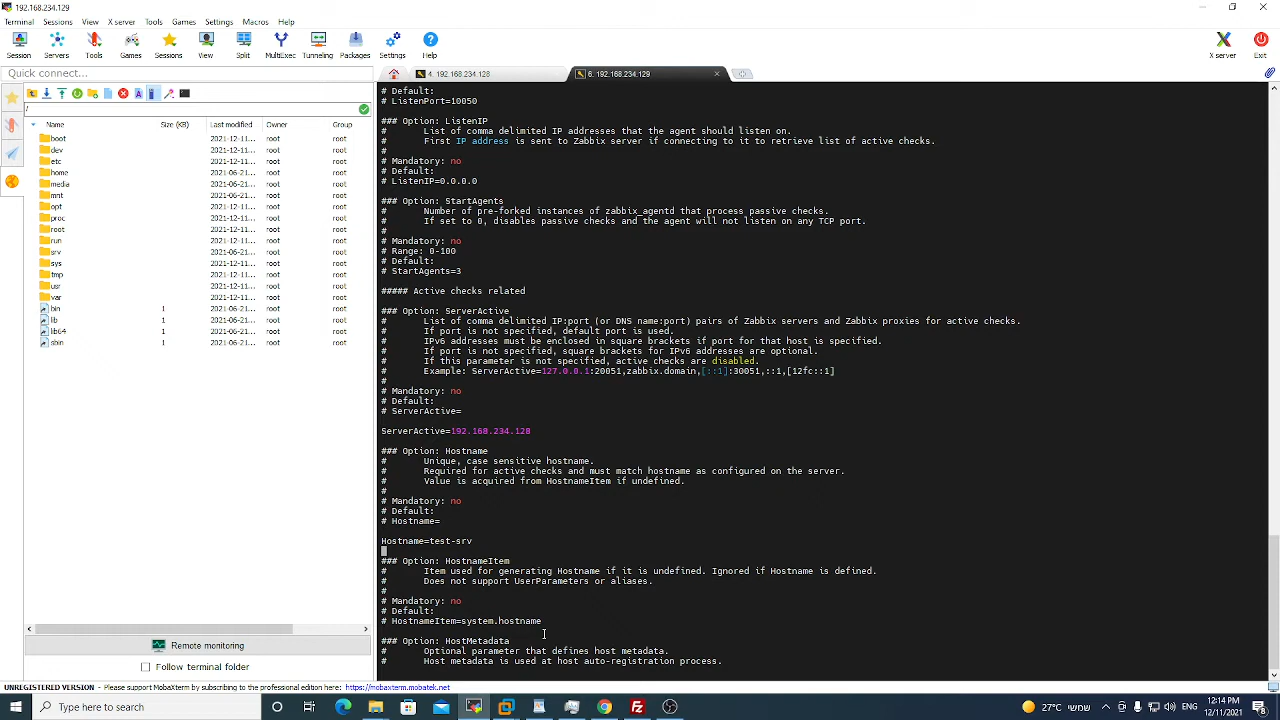 192.168.234.129
Terminal Sessions View X server Tools Games Settings Macros Help
Session Servers Tools Games Sessions View Split MultiExec Tunneling Packages Settings Help X server Exit
Quick connect...
4. 192.168.234.128
6. 192.168.234.129
/
Name Size (KB) Last modified Owner Group
boot 2021-12-11... root root
dev 2021-12-11... root root
etc 2021-12-11... root root
home 2021-06-21... root root
media 2021-06-21... root root
mnt 2021-06-21... root root
opt 2021-12-11... root root
proc 2021-12-11... root root
root 2021-06-21... root root
run 2021-12-11... root root
srv 2021-06-21... root root
sys 2021-12-11... root root
tmp 2021-12-11... root root
usr 2021-12-11... root root
var 2021-12-11... root root
bin 1 2021-06-21... root root
lib 1 2021-06-21... root root
lib64 1 2021-06-21... root root
sbin 1 2021-06-21... root root
Remote monitoring
Follow terminal folder
# Default:
# ListenPort=10050
### Option: ListenIP
# List of comma delimited IP addresses that the agent should listen on.
# First IP address is sent to Zabbix server if connecting to it to retrieve list of active checks.
#
# Mandatory: no
# Default:
# ListenIP=0.0.0.0
### Option: StartAgents
# Number of pre-forked instances of zabbix_agentd that process passive checks.
# If set to 0, disables passive checks and the agent will not listen on any TCP port.
#
# Mandatory: no
# Range: 0-100
# Default:
# StartAgents=3
##### Active checks related
### Option: ServerActive
# List of comma delimited IP:port (or DNS name:port) pairs of Zabbix servers and Zabbix proxies for active checks.
# If port is not specified, default port is used.
# IPv6 addresses must be enclosed in square brackets if port for that host is specified.
# If port is not specified, square brackets for IPv6 addresses are optional.
# If this parameter is not specified, active checks are disabled.
# Example: ServerActive=127.0.0.1:20051,zabbix.domain,[::1]:30051,::1,[12fc::1]
#
# Mandatory: no
# Default:
# ServerActive=
ServerActive=192.168.234.128
### Option: Hostname
# Unique, case sensitive hostname.
# Required for active checks and must match hostname as configured on the server.
# Value is acquired from HostnameItem if undefined.
#
# Mandatory: no
# Default:
# Hostname=
Hostname=test-srv
### Option: HostnameItem
# Item used for generating Hostname if it is undefined. Ignored if Hostname is defined.
# Does not support UserParameters or aliases.
#
# Mandatory: no
# Default:
# HostnameItem=system.hostname
### Option: HostMetadata
# Optional parameter that defines host metadata.
# Host metadata is used at host auto-registration process.
UNREGISTERED VERSION - Please support MobaXterm by subscribing to the professional edition here: https://mobaxterm.mobatek.net
Type here to search
27°C שמשי
ENG
12:14 PM
12/11/2021